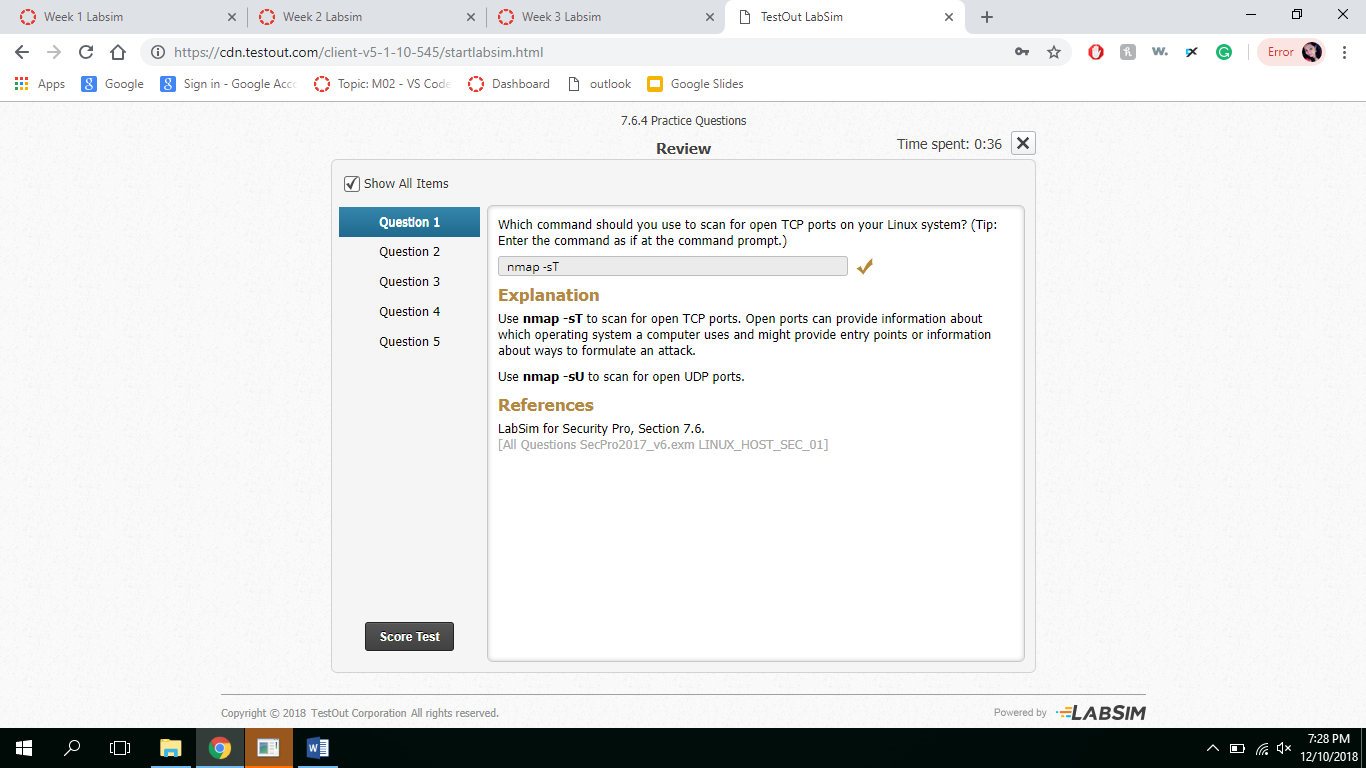 Week 1 Labsim
Week 2 Labsim
Week 3 Labsim
TestOut LabSim
https://cdn.testout.com/client-v5-1-10-545/startlabsim.html
Error
Apps
Google
Sign in - Google Acco
Topic: M02 - VS Code
Dashboard
outlook
Google Slides
7.6.4 Practice Questions
Review
Time spent: 0:36
Show All Items
Question 1
Question 2
Question 3
Question 4
Question 5
Score Test
Which command should you use to scan for open TCP ports on your Linux system? (Tip:
Enter the command as if at the command prompt.)
nmap -sT
Explanation
Use nmap -sT to scan for open TCP ports. Open ports can provide information about
which operating system a computer uses and might provide entry points or information
about ways to formulate an attack.
Use nmap -sU to scan for open UDP ports.
References
LabSim for Security Pro, Section 7.6.
[All Questions SecPro2017_v6.exm LINUX_HOST_SEC_01]
Copyright © 2018 TestOut Corporation All rights reserved.
Powered by LABSIM
7:28 PM
12/10/2018